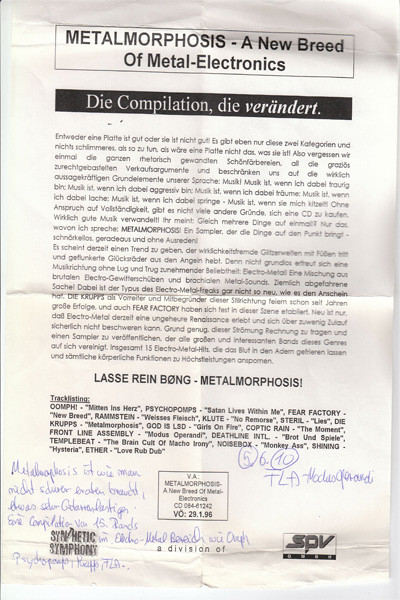 METALMORPHOSIS - A New Breed
Of Metal-Electronics
Die Compilation, die verändert.
Entweder eine Platte ist gut oder sie ist nicht gut! Es gibt eben nur diese zwei Kategorien und
nichts schlimmeres, als so zu tun, als wäre eine Platte nicht das, was sie ist! Also vergessen wir
einmal die ganzen rhetorisch gewandten Schönfärbereien, all die graziös
zurechtgebastelten Verkaufsargumente und beschränken uns auf die wirklich
aussagekräftigen Grundelemente unserer Sprache: Musik! Musik ist, wenn ich dabei traurig
bin; Musik ist, wenn ich dabei aggressiv bin; Musik ist, wenn ich dabei träume; Musik ist, wenn
ich dabei lache; Musik ist, wenn ich dabei springe - Musik ist, wenn sie mich kitzelt! Ohne
Anspruch auf Vollständigkeit, gibt es nicht viele andere Gründe, sich eine CD zu kaufen.
Wirklich gute Musik verwandelt! Ihr meint: Gleich mehrere Dinge auf einmal? Nur das,
wovon ich spreche: METALMORPHOSIS! Ein Sampler, der die Dinge auf den Punkt bringt -
schnörkellos, geradeaus und ohne Ausreden!
Es scheint derzeit einen Trend zu geben, der wirklichkeitsfremde Glitzerwelten mit Füßen tritt
und gefunkerte Glücksräder aus den Angeln hebt. Denn nicht grundlos erfreut sich eine
Musikrichtung ohne Lug und Trug zunehmender Beliebtheit: Electro-Metal! Eine Mischung aus
brutalen Electro-Gewitterschüben und brachialen Metal-Sounds. Ziemlich abgefahrene
Sache! Dabei ist der Typus des Electro-Metal-Freaks gar nicht so neu, wie es den Anschein
hat. DIE KRUPPS als Vorreiter und Mitbegründer dieser Stilrichtung feiern schon seit Jahren
große Erfolge, und auch FEAR FACTORY haben sich fest in dieser Szene etabliert. Neu ist nur,
daß Electro-Metal derzeit eine ungeheure Renaissance erlebt und sich über zuwenig Zulauf
sicherlich nicht beschweren kann. Grund genug, dieser Strömung Rechnung zu tragen und
einen Sampler zu veröffentlichen, der alle großen und interessanten Bands dieses Genres
auf sich vereinigt. Insgesamt 15 Electro-Metal-Hits, die das Blut in den Adern gefrieren lassen
und sämtliche körperliche Funktionen zu Höchstleistungen anspornen.
LASSE REIN BØNG - METALMORPHOSIS!
Tracklisting:
OOMPH! - "Mitten Ins Herz", PSYCHOPOMPS - "Satan Lives Within Me", FEAR FACTORY -
"New Breed", RAMMSTEIN - "Weisses Fleisch", KLUTE - "No Remorse", STERIL - "Lies", DIE
KRUPPS - "Metalmorphosis", GOD IS LSD - "Girls On Fire", COPTIC RAIN - "The Moment",
FRONT LINE ASSEMBLY - "Modus Operandi", DEATHLINE INTL. - "Brot Und Spiele",
TEMPLEBEAT - "The Brain Cult Of Macho Irony", NOISEBOX - "Monkey Ass", SHINING -
"Hysteria", ETHER - "Love Rub Dub"
5 6. 10
FLA - Modus Operandi
Metalmorphosis ist wie man
nicht schwer erraten
etwas sehr
Eine Compilation von 15 Bands
im Electro-Metal Bereich wie Oomph
Psychopomps, Krupps, FLA...
V.A.
METALMORPHOSIS-
A New Breed Of Metal-
Electronics
CD 084-61242
VÖ: 29.1.96
SYNTHETIC
SYMPHONY
a division of
SPV